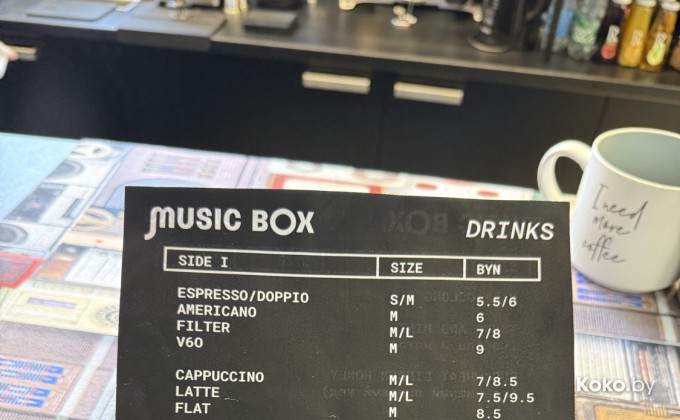 MUSIC BOX
DRINKS
SIDE I SIZE BYN
ESPRESSO/DOPPIO S/M 5.5/6
AMERICANO M 6
FILTER M/L 7/8
V60 M 9
CAPPUCCINO M/L 7/8.5
LATTE M/L 7.5/9.5
FLAT M 8.5
I need
more
coffee
Koko.by